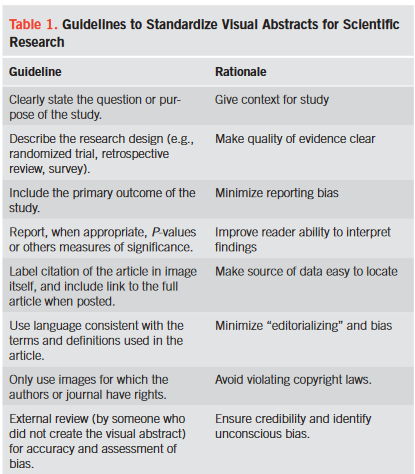 Table 1. Guidelines to Standardize Visual Abstracts for Scientific
Research
Guideline Rationale
Clearly state the question or pur- Give context for study
pose of the study.
Describe the research design (e.g., Make quality of evidence clear
randomized trial, retrospective
review, survey).
Include the primary outcome of the Minimize reporting bias
study.
Report, when appropriate, P-values Improve reader ability to interpret
or others measures of significance. findings
Label citation of the article in image Make source of data easy to locate
itself, and include link to the full
article when posted.
Use language consistent with the Minimize “editorializing” and bias
terms and definitions used in the
article.
Only use images for which the Avoid violating copyright laws.
authors or journal have rights.
External review (by someone who Ensure credibility and identify
did not create the visual abstract) unconscious bias.
for accuracy and assessment of
bias.